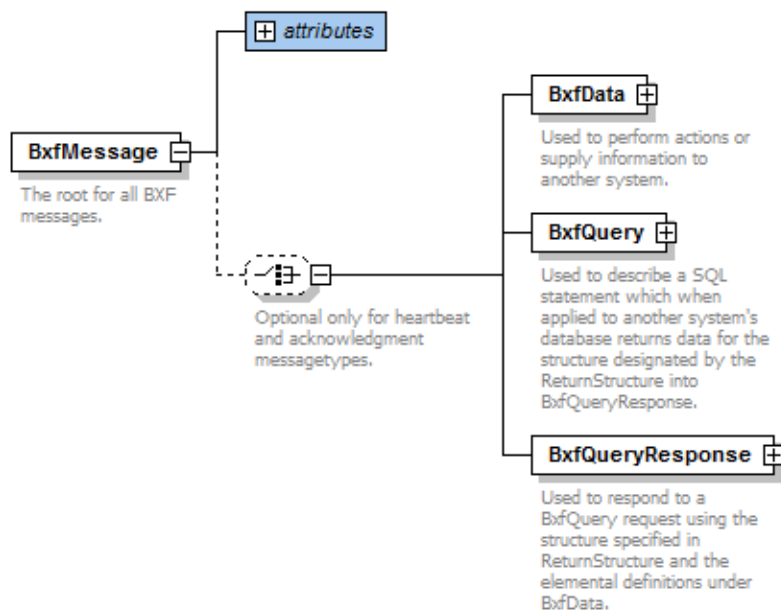 attributes
BxfMessage
The root for all BXF
messages.
Optional only for heartbeat
and acknowledgment
messagetypes.
BxfData
Used to perform actions or
supply information to
another system.
BxfQuery
Used to describe a SQL
statement which when
applied to another system's
database returns data for the
structure designated by the
ReturnStructure into
BxfQueryResponse.
BxfQueryResponse
Used to respond to a
BxfQuery request using the
structure specified in
ReturnStructure and the
elemental definitions under
BxfData.